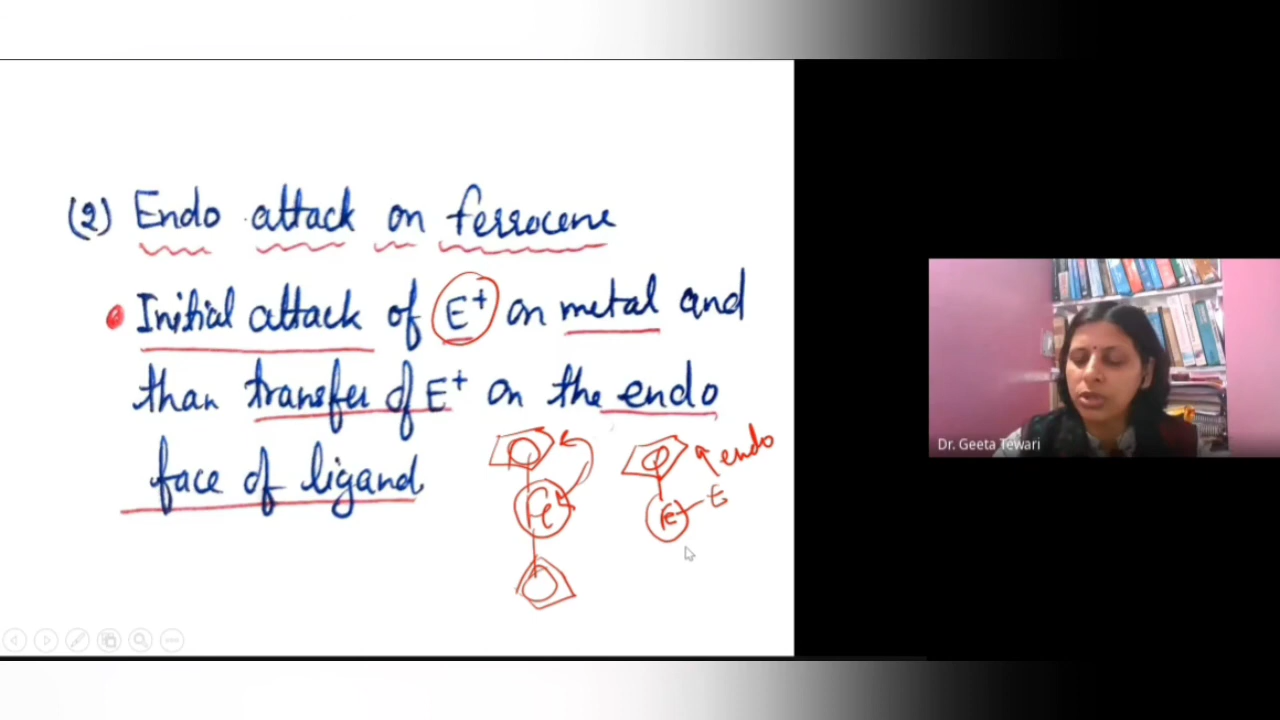 (2) Endo attack on ferrocene
• Initial attack of E+ on metal and
than transfer of E+ on the endo
face of ligand
endo
Fe
Fe
E
Dr. Geeta Tewari